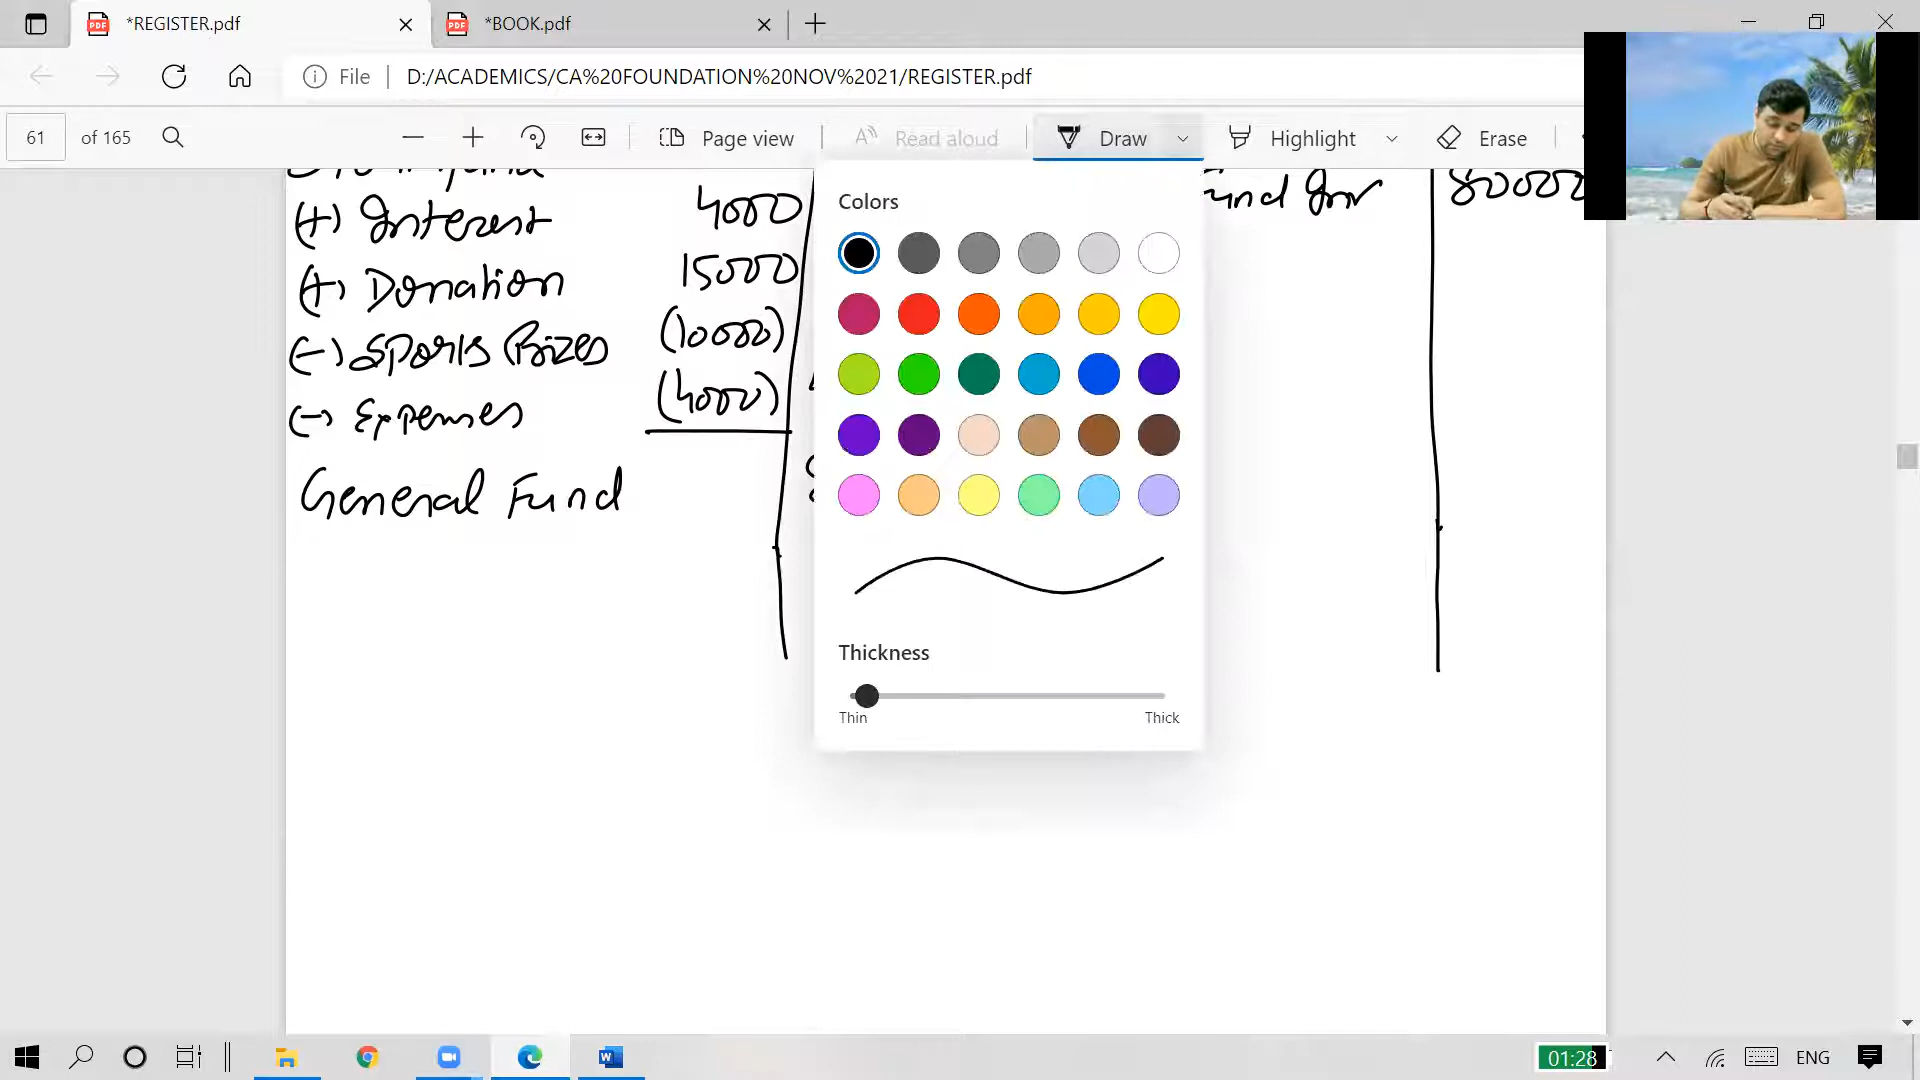 *REGISTER.pdf
*BOOK.pdf
File
D:/ACADEMICS/CA%20FOUNDATION%20NOV%2021/REGISTER.pdf
61 of 165
Page view
Read aloud
Draw
Highlight
Erase
(+) Interest 4000
(+) Donation 15000
(-) Sports Prizes (10000)
(-) Expenses (4000)
General Fund
80000
Colors
Thickness
Thin
Thick
01:28
ENG